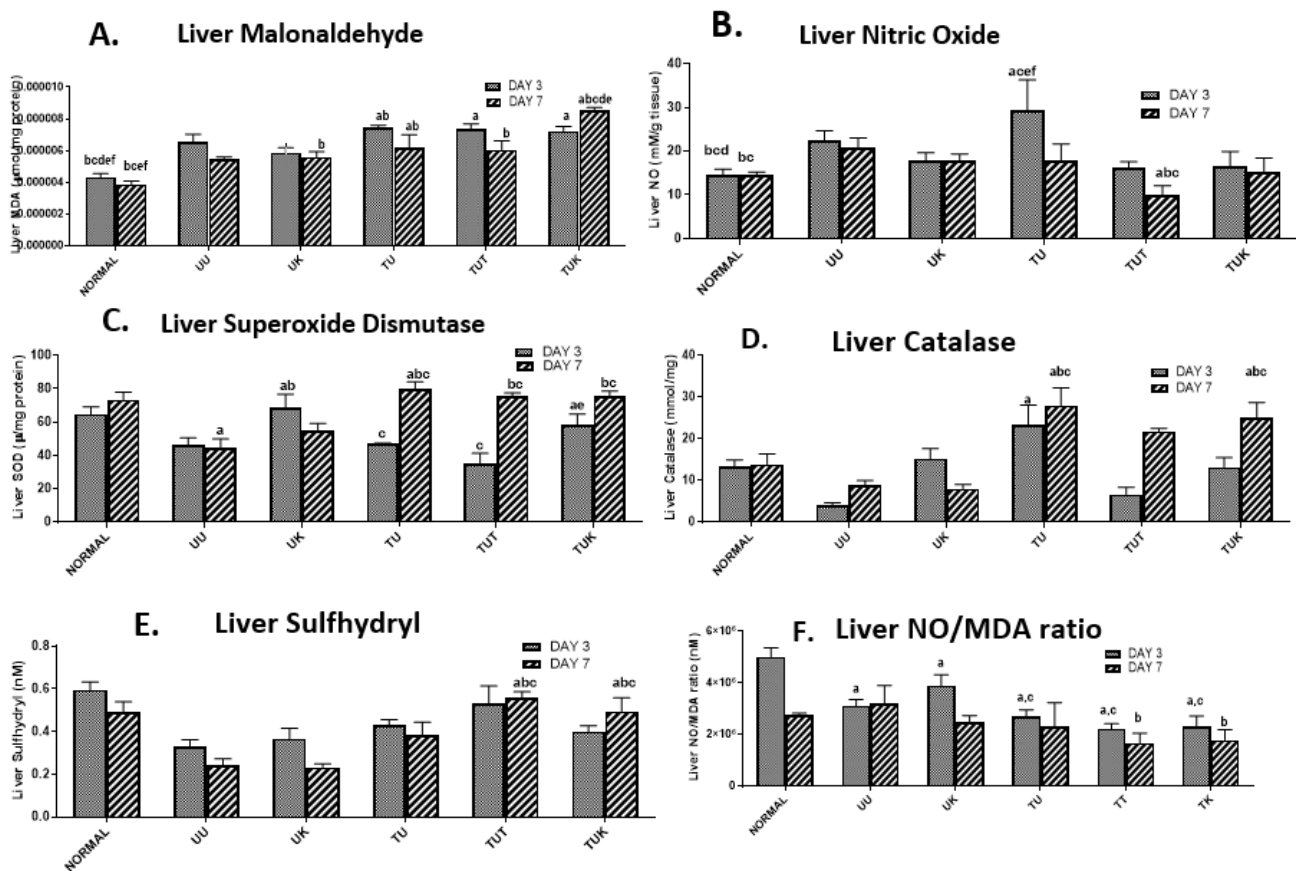 A. Liver Malonaldehyde
Liver MDA (µmol/mg protein)
0.000010
0.000008
0.000006
0.000004
0.000002
0.000000
DAY 3
DAY 7
bcdef bcef b ab ab a b a abcde
NORMAL UU UK TU TUT TUK
B. Liver Nitric Oxide
Liver NO (mM/g tissue)
40
30
20
10
0
DAY 3
DAY 7
bcd bc acef abc
NORMAL UU UK TU TUT TUK
C. Liver Superoxide Dismutase
Liver SOD (µ/mg protein)
100
80
60
40
20
0
DAY 3
DAY 7
a ab c abc c bc ae bc
NORMAL UU UK TU TUT TUK
D. Liver Catalase
Liver Catalase (mmol/mg)
40
30
20
10
0
DAY 3
DAY 7
a abc abc
NORMAL UU UK TU TUT TUK
E. Liver Sulfhydryl
Liver Sulfhydryl (nM)
0.8
0.6
0.4
0.2
0.0
DAY 3
DAY 7
abc abc
NORMAL UU UK TU TUT TUK
F. Liver NO/MDA ratio
Liver NO/MDA ratio (nM)
6×10⁶
4×10⁶
2×10⁶
0
DAY 3
DAY 7
a a a,c a,c b a,c b
NORMAL UU UK TU TT TK